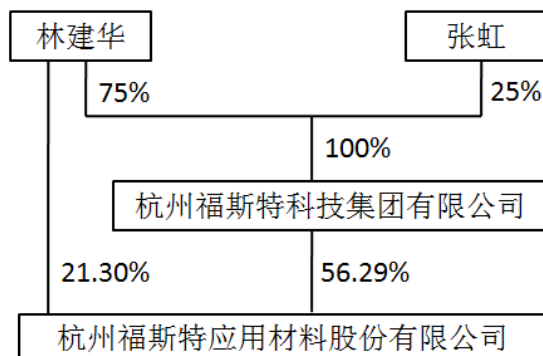 林建华
张虹
75%
25%
100%
杭州福斯特科技集团有限公司
21.30%
56.29%
杭州福斯特应用材料股份有限公司